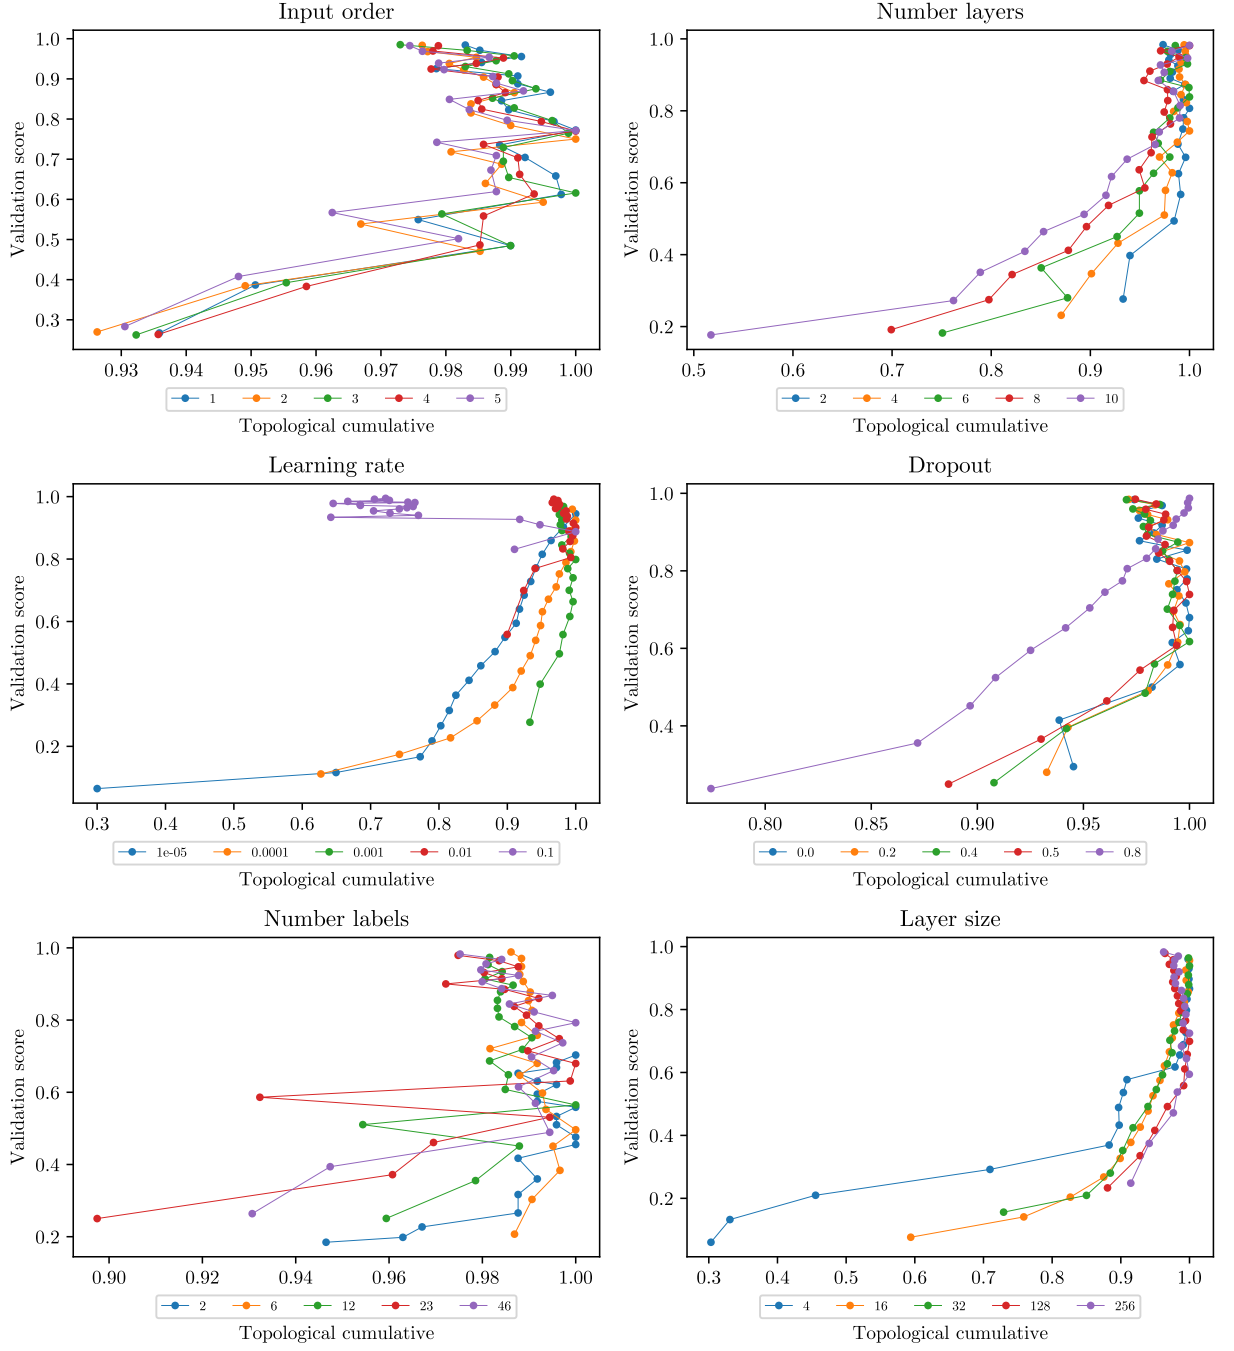 Input order
Validation score
1.0
0.9
0.8
0.7
0.6
0.5
0.4
0.3
0.93 0.94 0.95 0.96 0.97 0.98 0.99 1.00
1 2 3 4 5
Topological cumulative
Number layers
Validation score
1.0
0.8
0.6
0.4
0.2
0.5 0.6 0.7 0.8 0.9 1.0
2 4 6 8 10
Topological cumulative
Learning rate
Validation score
1.0
0.8
0.6
0.4
0.2
0.3 0.4 0.5 0.6 0.7 0.8 0.9 1.0
1e-05 0.0001 0.001 0.01 0.1
Topological cumulative
Dropout
Validation score
1.0
0.8
0.6
0.4
0.80 0.85 0.90 0.95 1.00
0.0 0.2 0.4 0.5 0.8
Topological cumulative
Number labels
Validation score
1.0
0.8
0.6
0.4
0.2
0.90 0.92 0.94 0.96 0.98 1.00
2 6 12 23 46
Topological cumulative
Layer size
Validation score
1.0
0.8
0.6
0.4
0.2
0.3 0.4 0.5 0.6 0.7 0.8 0.9 1.0
4 16 32 128 256
Topological cumulative